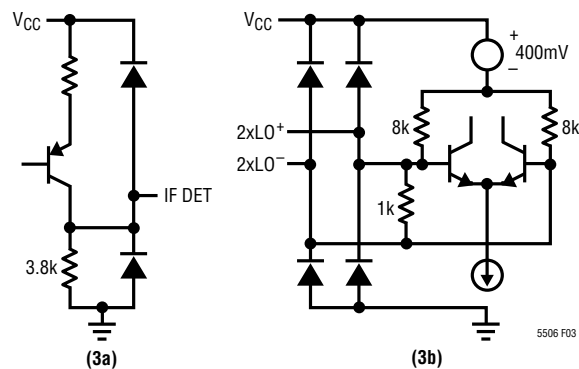 VCC
IF DET
3.8k
(3a)
VCC
+
400mV
–
8k
8k
2xLO+
2xLO–
1k
5506 F03
(3b)